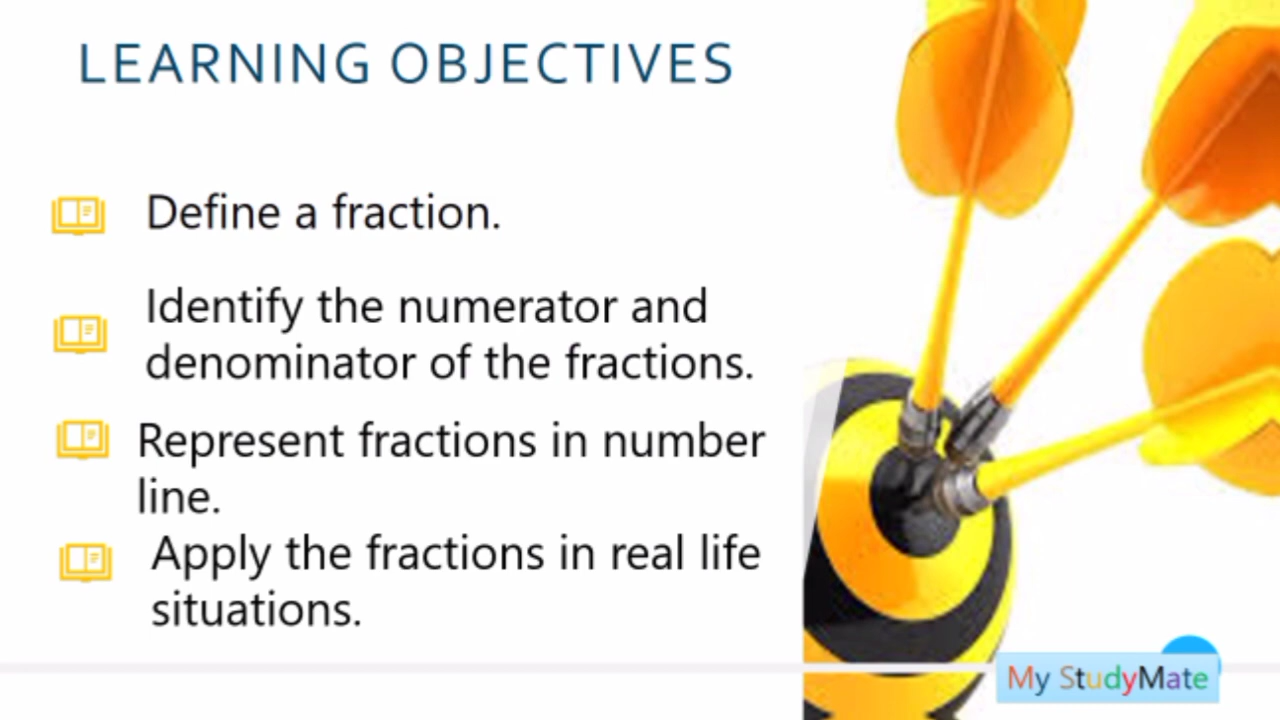 LEARNING OBJECTIVES
Define a fraction.
Identify the numerator and
denominator of the fractions.
Represent fractions in number
line.
Apply the fractions in real life
situations.
My StudyMate